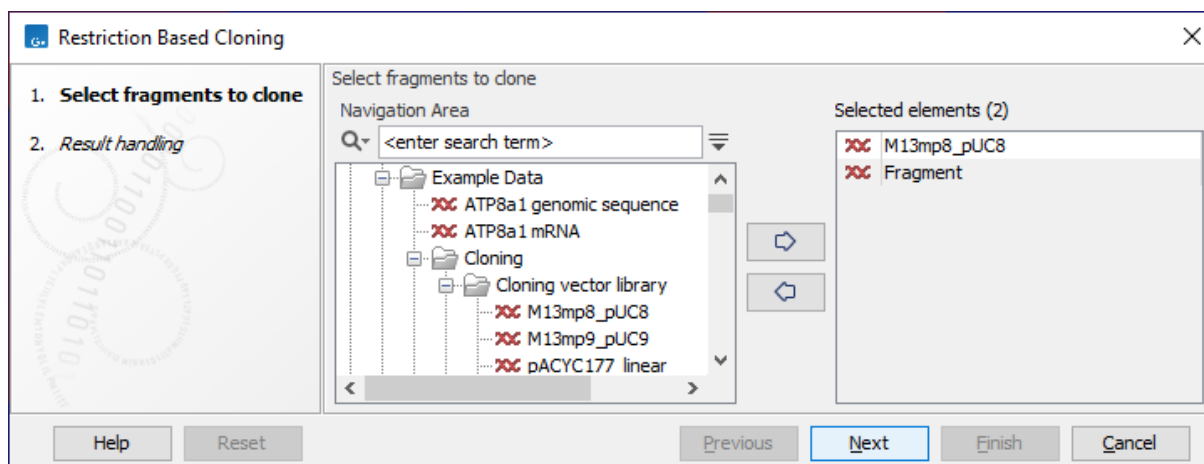 Restriction Based Cloning
1. Select fragments to clone
2. Result handling
Select fragments to clone
Navigation Area
<enter search term>
Example Data
ATP8a1 genomic sequence
ATP8a1 mRNA
Cloning
Cloning vector library
M13mp8_pUC8
M13mp9_pUC9
pACYC177_linear
Selected elements (2)
M13mp8_pUC8
Fragment
Help Reset Previous Next Finish Cancel